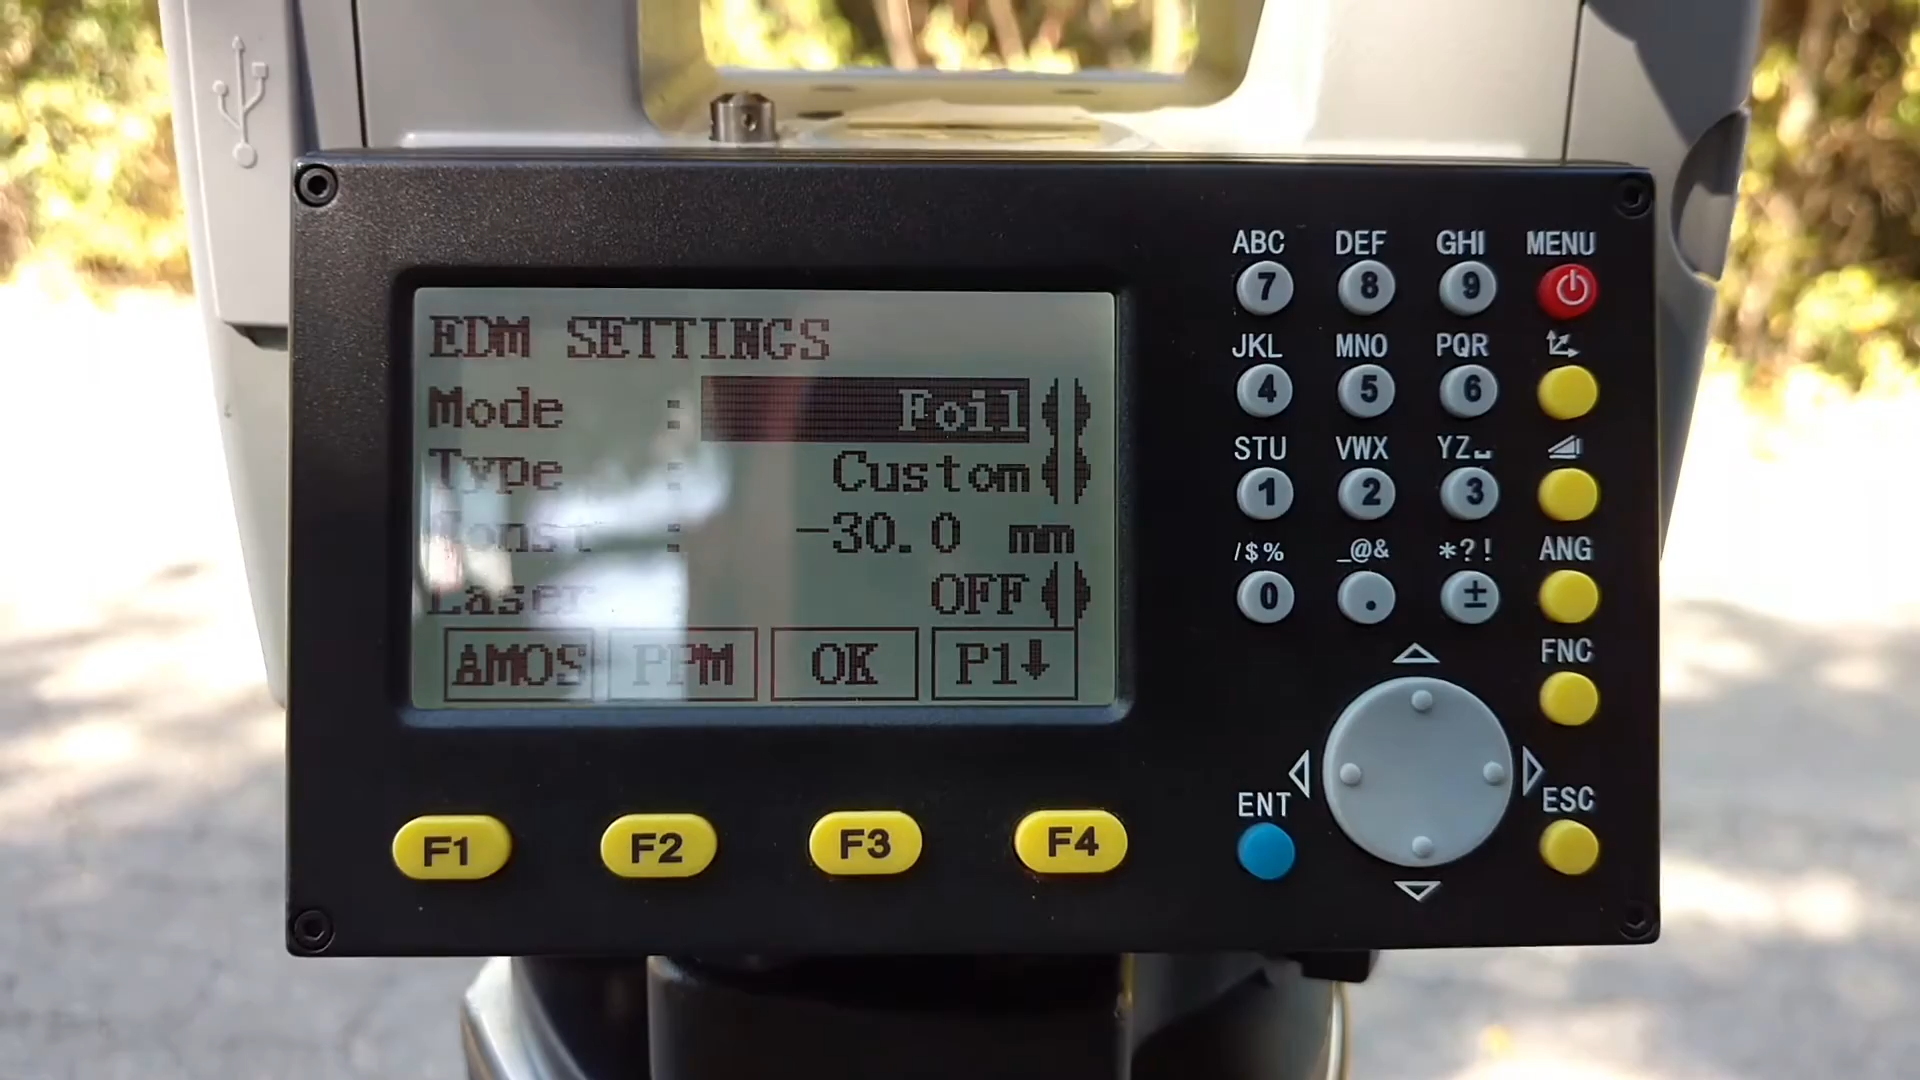 EDM SETTINGS
Mode : Foil
Type : Custom
Const : -30.0 mm
Laser : OFF
AMOS PPM OK P1↓
F1 F2 F3 F4
ABC DEF GHI MENU
7 8 9
JKL MNO PQR
4 5 6
STU VWX YZ␣
1 2 3
/$% _@& *?! ANG
0 . ±
FNC
ENT ESC